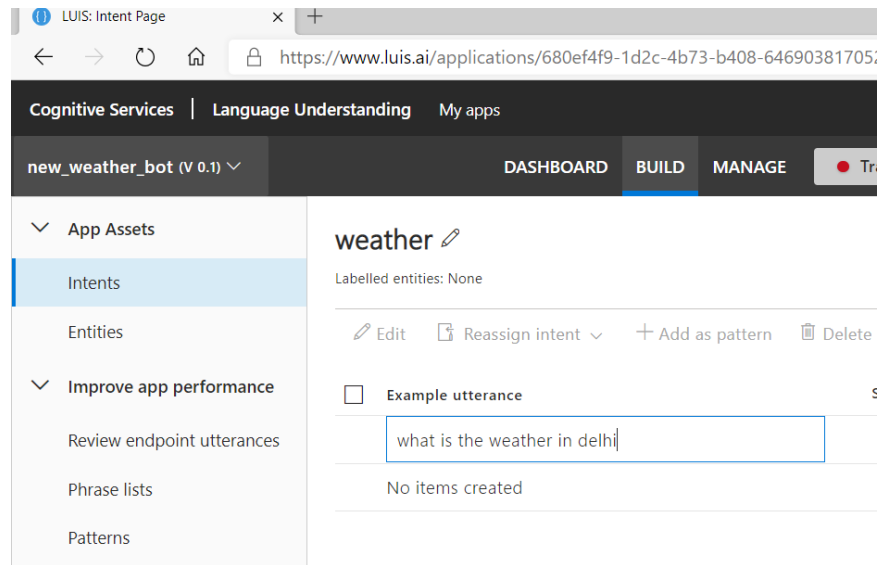 LUIS: Intent Page
https://www.luis.ai/applications/680ef4f9-1d2c-4b73-b408-646903817052
Cognitive Services | Language Understanding My apps
new_weather_bot (V 0.1) DASHBOARD BUILD MANAGE Tra
App Assets
weather
Labelled entities: None
Intents
Entities
Edit Reassign intent Add as pattern Delete
Improve app performance
Example utterance S
Review endpoint utterances
what is the weather in delhi
Phrase lists
No items created
Patterns